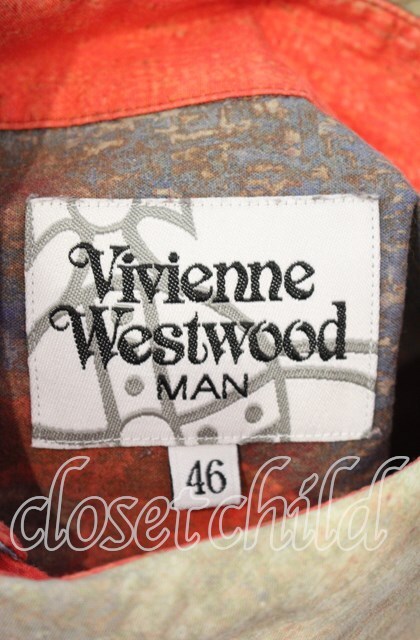 Vivienne
Westwood
MAN
46
closet child